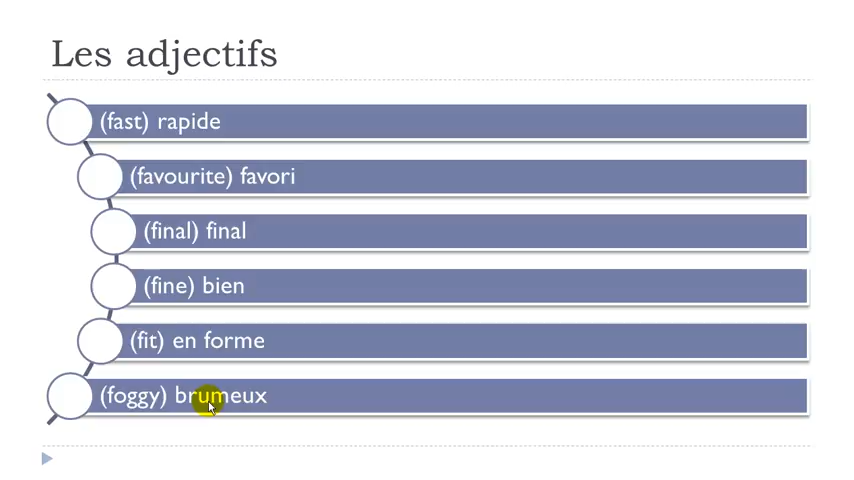 Les adjectifs
(fast) rapide
(favourite) favori
(final) final
(fine) bien
(fit) en forme
(foggy) brumeux